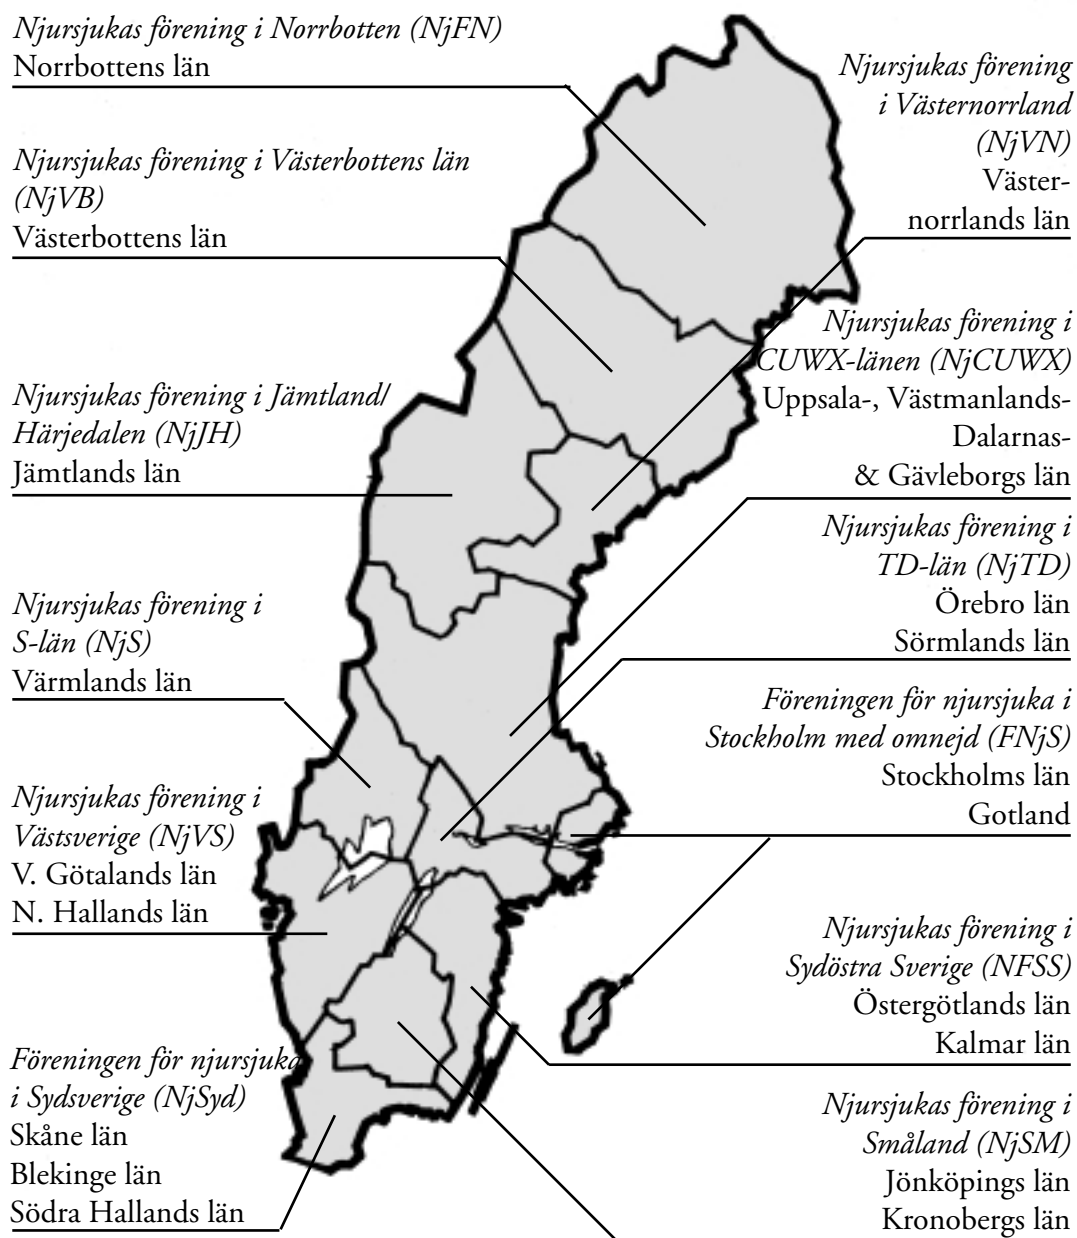 Njursjukas förening i Norrbotten (NjFN)
Norrbottens län
Njursjukas förening i Västerbottens län
(NjVB)
Västerbottens län
Njursjukas förening i Jämtland/
Härjedalen (NjJH)
Jämtlands län
Njursjukas förening i
S-län (NjS)
Värmlands län
Njursjukas förening i
Västsverige (NjVS)
V. Götalands län
N. Hallands län
Föreningen för njursjuka
i Sydsverige (NjSyd)
Skåne län
Blekinge län
Södra Hallands län
Njursjukas förening
i Västernorrland
(NjVN)
Väster-
norrlands län
Njursjukas förening i
CUWX-länen (NjCUWX)
Uppsala-, Västmanlands-
Dalarnas-
& Gävleborgs län
Njursjukas förening i
TD-län (NjTD)
Örebro län
Sörmlands län
Föreningen för njursjuka i
Stockholm med omnejd (FNjS)
Stockholms län
Gotland
Njursjukas förening i
Sydöstra Sverige (NFSS)
Östergötlands län
Kalmar län
Njursjukas förening i
Småland (NjSM)
Jönköpings län
Kronobergs län